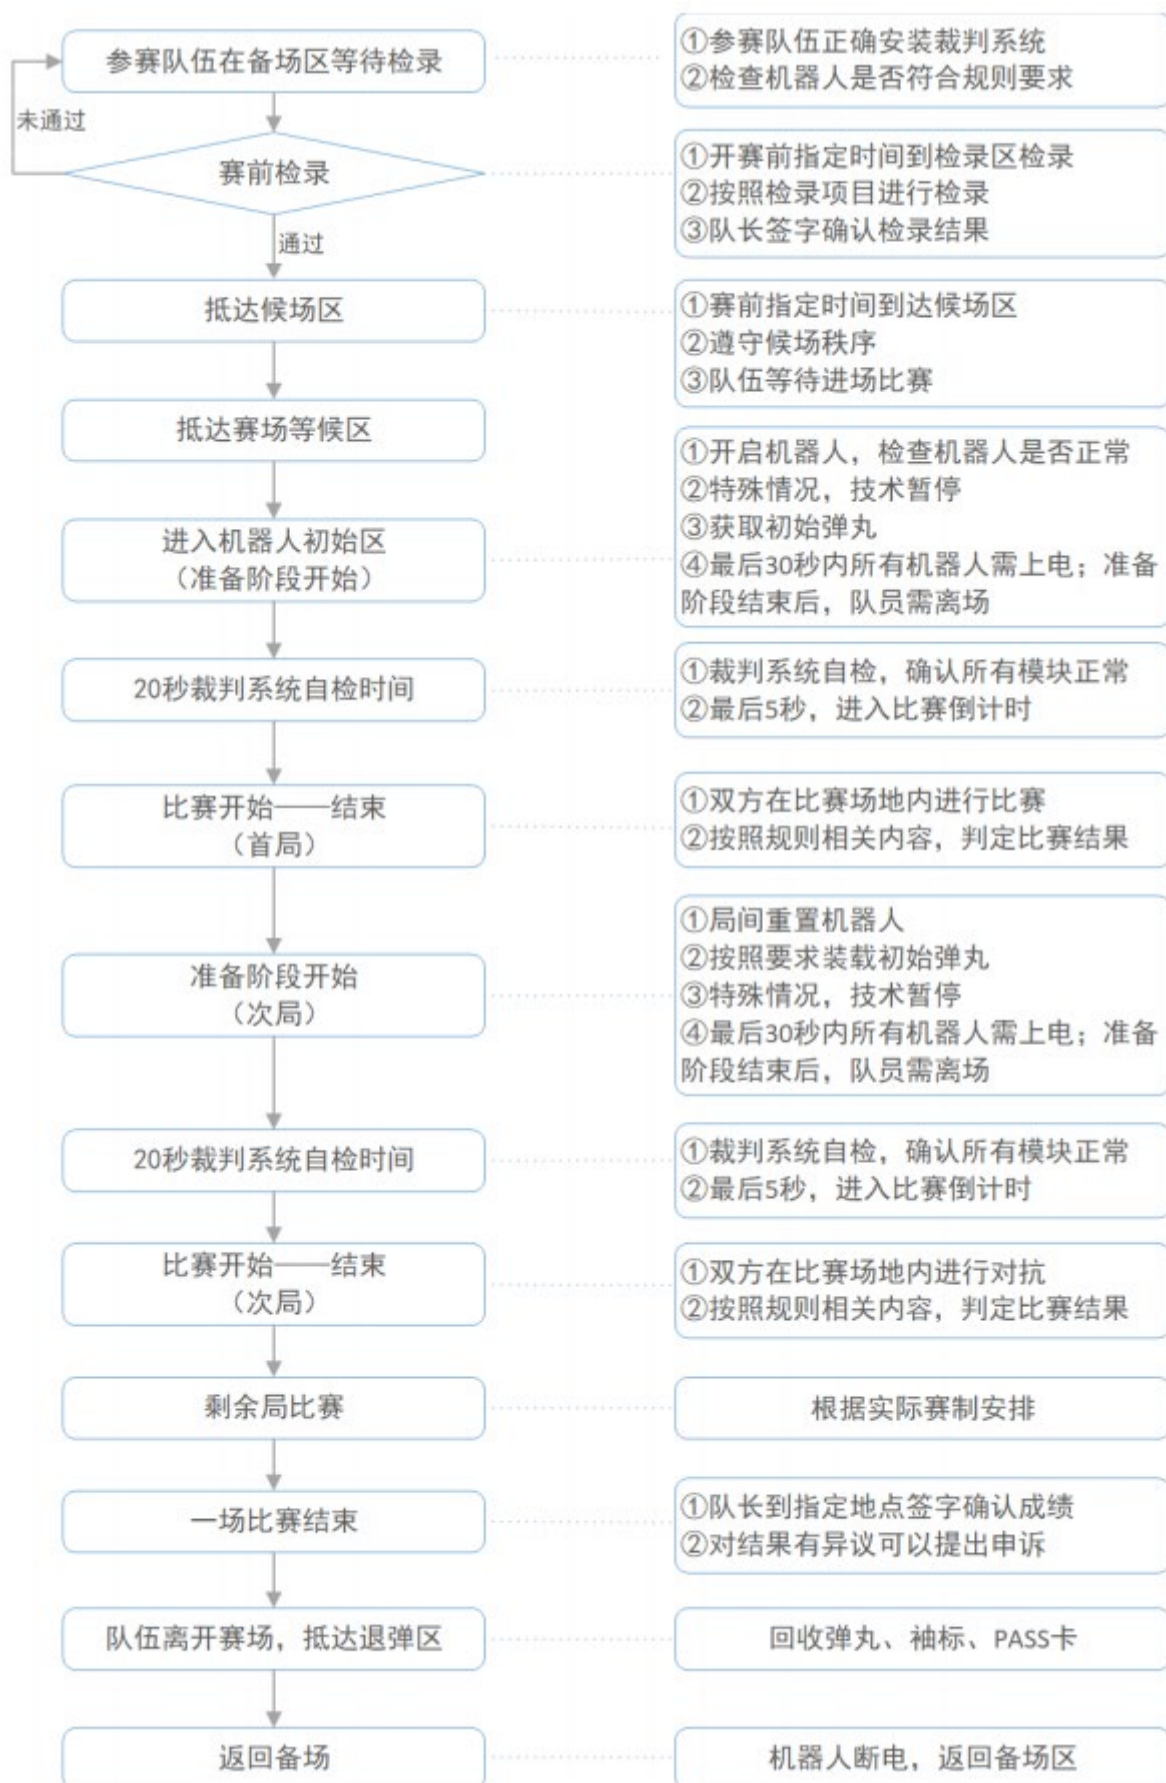 参赛队伍在备场区等待检录
①参赛队伍正确安装裁判系统
②检查机器人是否符合规则要求
未通过
赛前检录
①开赛前指定时间到检录区检录
②按照检录项目进行检录
③队长签字确认检录结果
通过
抵达候场区
①赛前指定时间到达候场区
②遵守候场秩序
③队伍等待进场比赛
抵达赛场等候区
进入机器人初始区
（准备阶段开始）
①开启机器人，检查机器人是否正常
②特殊情况，技术暂停
③获取初始弹丸
④最后30秒内所有机器人需上电；准备
阶段结束后，队员需离场
20秒裁判系统自检时间
①裁判系统自检，确认所有模块正常
②最后5秒，进入比赛倒计时
比赛开始——结束
（首局）
①双方在比赛场地内进行比赛
②按照规则相关内容，判定比赛结果
准备阶段开始
（次局）
①局间重置机器人
②按照要求装载初始弹丸
③特殊情况，技术暂停
④最后30秒内所有机器人需上电；准备
阶段结束后，队员需离场
20秒裁判系统自检时间
①裁判系统自检，确认所有模块正常
②最后5秒，进入比赛倒计时
比赛开始——结束
（次局）
①双方在比赛场地内进行对抗
②按照规则相关内容，判定比赛结果
剩余局比赛
根据实际赛制安排
一场比赛结束
①队长到指定地点签字确认成绩
②对结果有异议可以提出申诉
队伍离开赛场，抵达退弹区
回收弹丸、袖标、PASS卡
返回备场
机器人断电，返回备场区